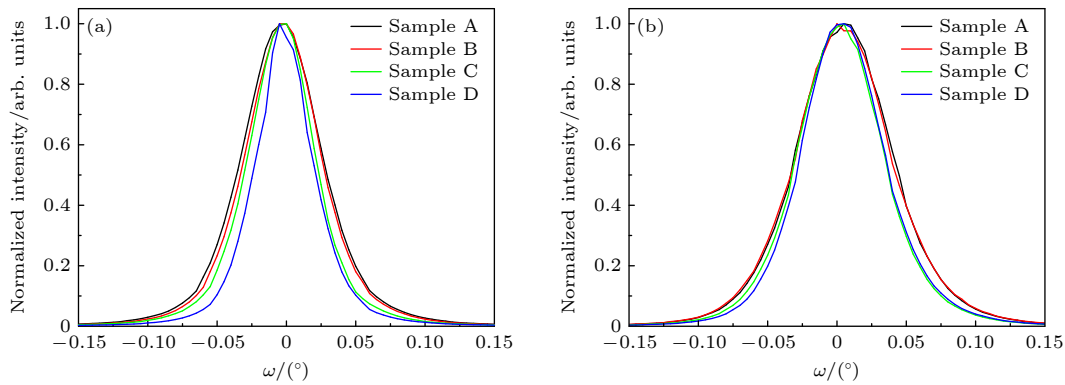 (a)
Sample A
Sample B
Sample C
Sample D
Normalized intensity/arb. units
1.0
0.8
0.6
0.4
0.2
0
−0.15 −0.10 −0.05 0 0.05 0.10 0.15
ω/(°)
(b)
Sample A
Sample B
Sample C
Sample D
Normalized intensity/arb. units
1.0
0.8
0.6
0.4
0.2
0
−0.15 −0.10 −0.05 0 0.05 0.10 0.15
ω/(°)